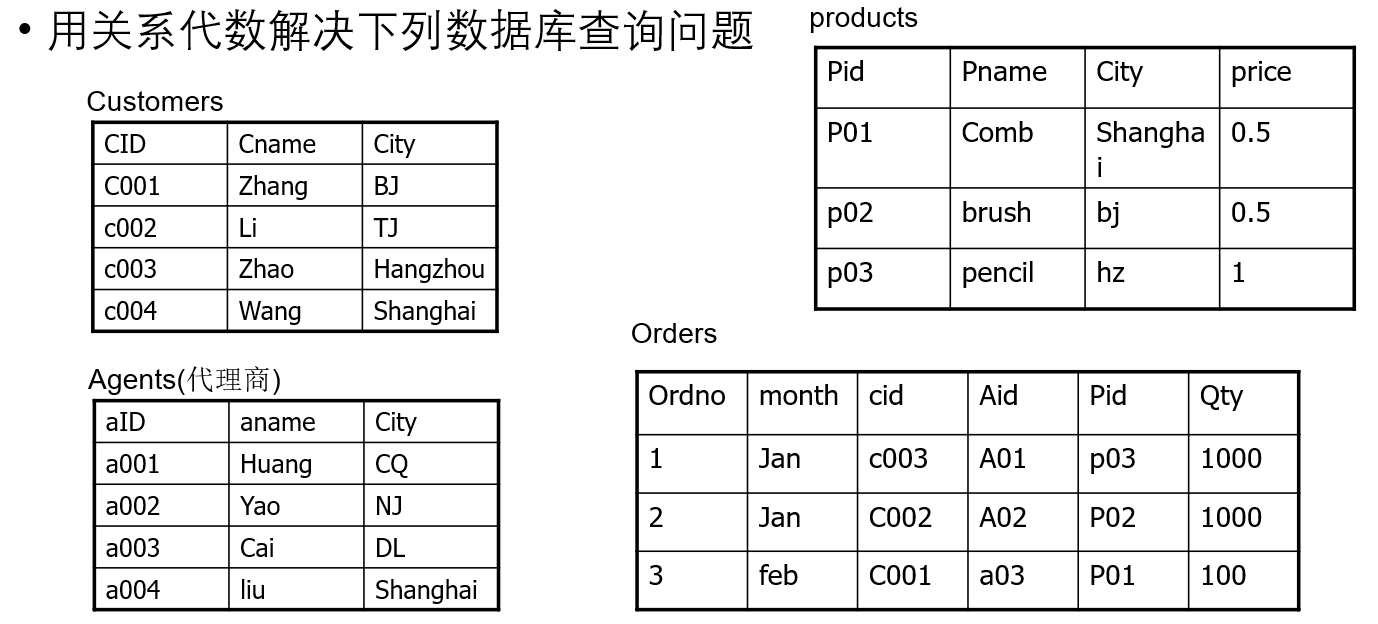 • 用关系代数解决下列数据库查询问题
products
Pid Pname City price
P01 Comb Shangha 0.5
i
p02 brush bj 0.5
p03 pencil hz 1
Customers
CID Cname City
C001 Zhang BJ
c002 Li TJ
c003 Zhao Hangzhou
c004 Wang Shanghai
Agents(代理商)
aID aname City
a001 Huang CQ
a002 Yao NJ
a003 Cai DL
a004 liu Shanghai
Orders
Ordno month cid Aid Pid Qty
1 Jan c003 A01 p03 1000
2 Jan C002 A02 P02 1000
3 feb C001 a03 P01 100